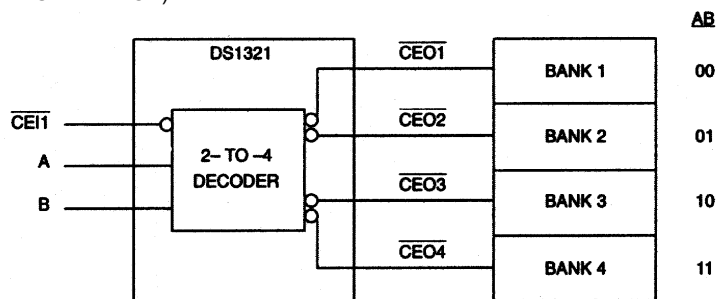 AB
DS1321
CEO1
BANK 1
00
CEI1
CEO2
BANK 2
01
A
2– TO –4
DECODER
B
CEO3
BANK 3
10
CEO4
BANK 4
11